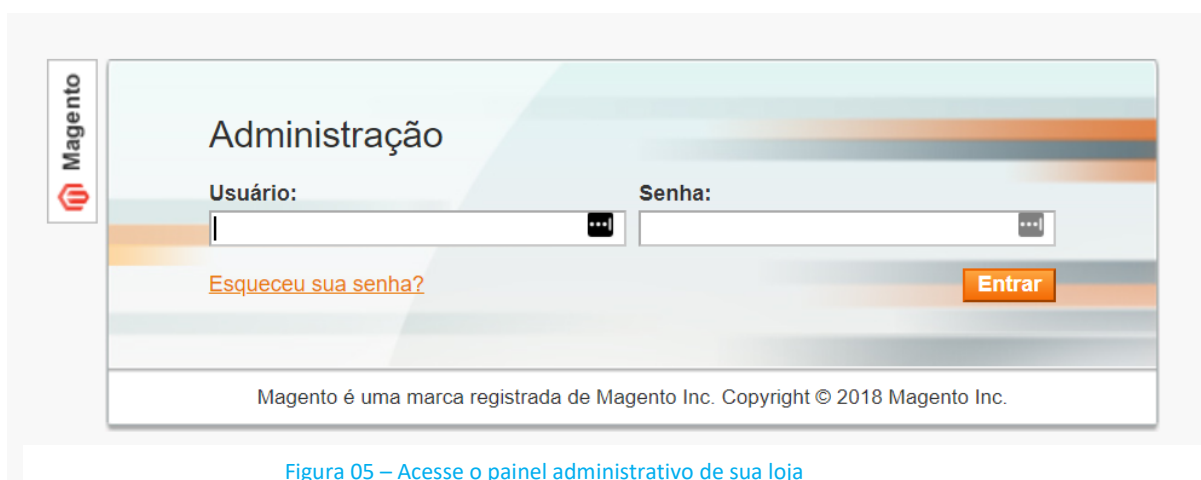 Magento
Administração
Usuário:
Senha:
Esqueceu sua senha?
Entrar
Magento é uma marca registrada de Magento Inc. Copyright © 2018 Magento Inc.
Figura 05 – Acesse o painel administrativo de sua loja